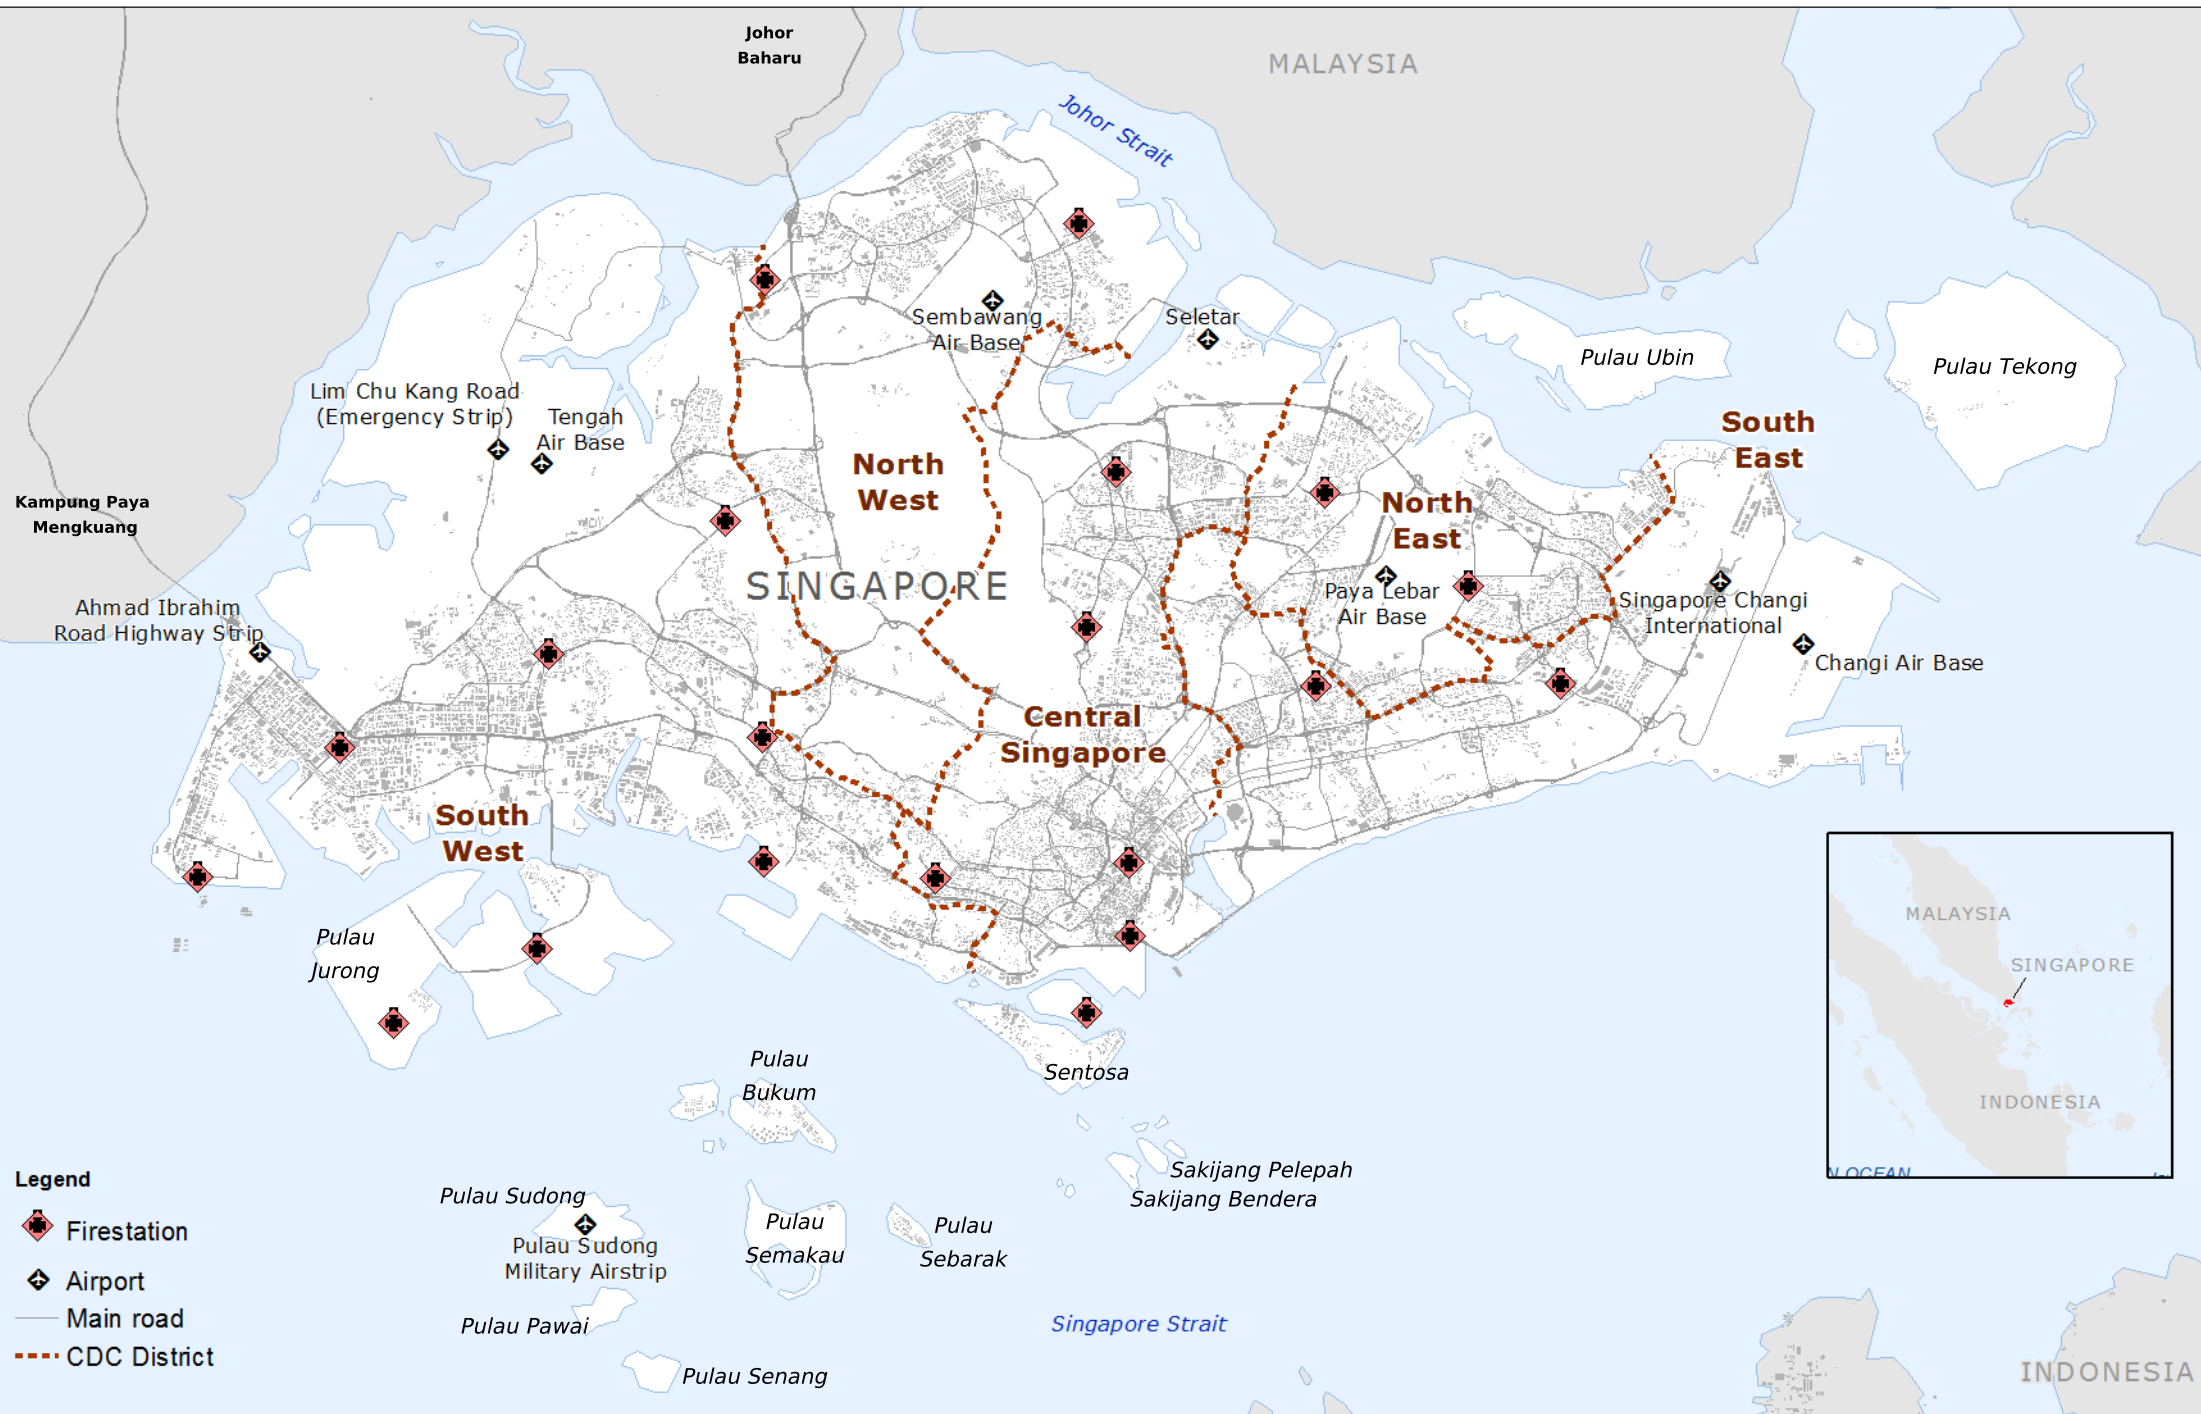 Johor
Baharu
MALAYSIA
Johor Strait
Sembawang
Air Base
Seletar
Pulau Ubin
Pulau Tekong
Lim Chu Kang Road
(Emergency Strip)
Tengah
Air Base
South
East
North
West
North
East
Kampung Paya
Mengkuang
SINGAPORE
Paya Lebar
Air Base
Singapore Changi
International
Ahmad Ibrahim
Road Highway Strip
Changi Air Base
Central
Singapore
South
West
Pulau
Jurong
MALAYSIA
SINGAPORE
INDONESIA
N OCEAN
Pulau
Bukum
Sentosa
Sakijang Pelepah
Sakijang Bendera
Pulau Sudong
Pulau Sudong
Military Airstrip
Pulau
Semakau
Pulau
Sebarak
Pulau Pawai
Pulau Senang
Singapore Strait
INDONESIA
Legend
Firestation
Airport
Main road
CDC District